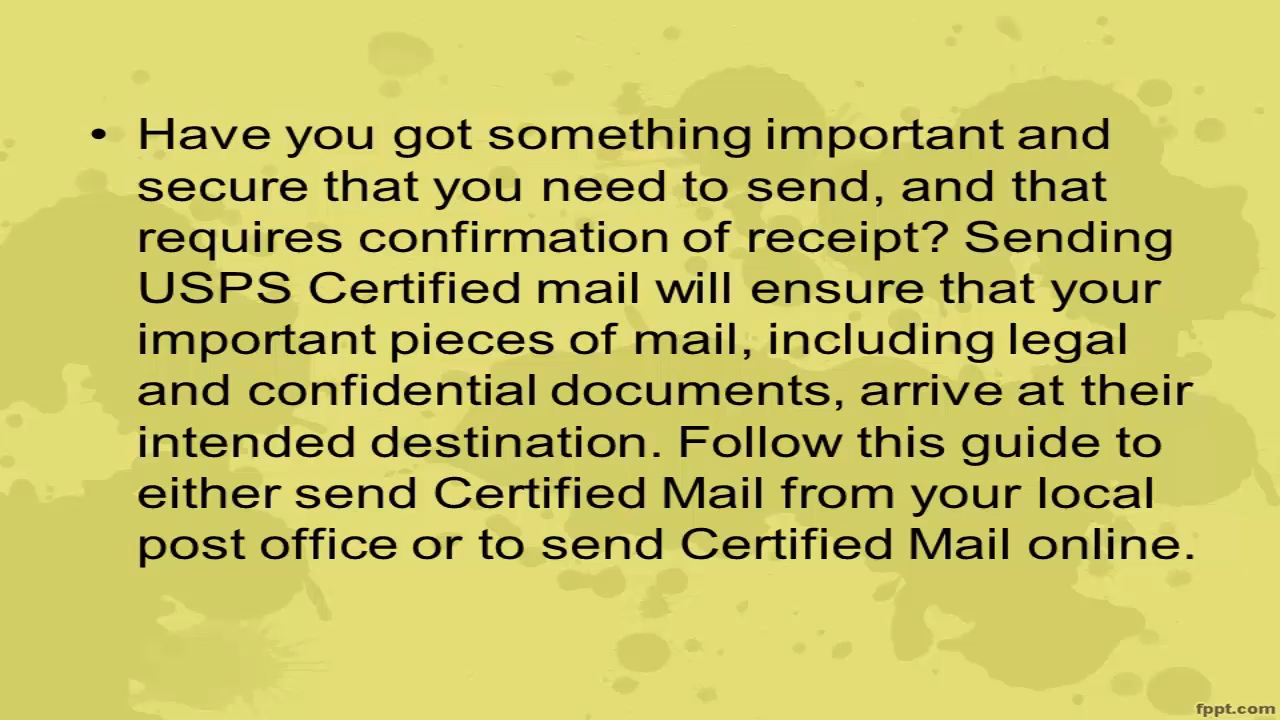 • Have you got something important and
secure that you need to send, and that
requires confirmation of receipt? Sending
USPS Certified mail will ensure that your
important pieces of mail, including legal
and confidential documents, arrive at their
intended destination. Follow this guide to
either send Certified Mail from your local
post office or to send Certified Mail online.
fppt.com